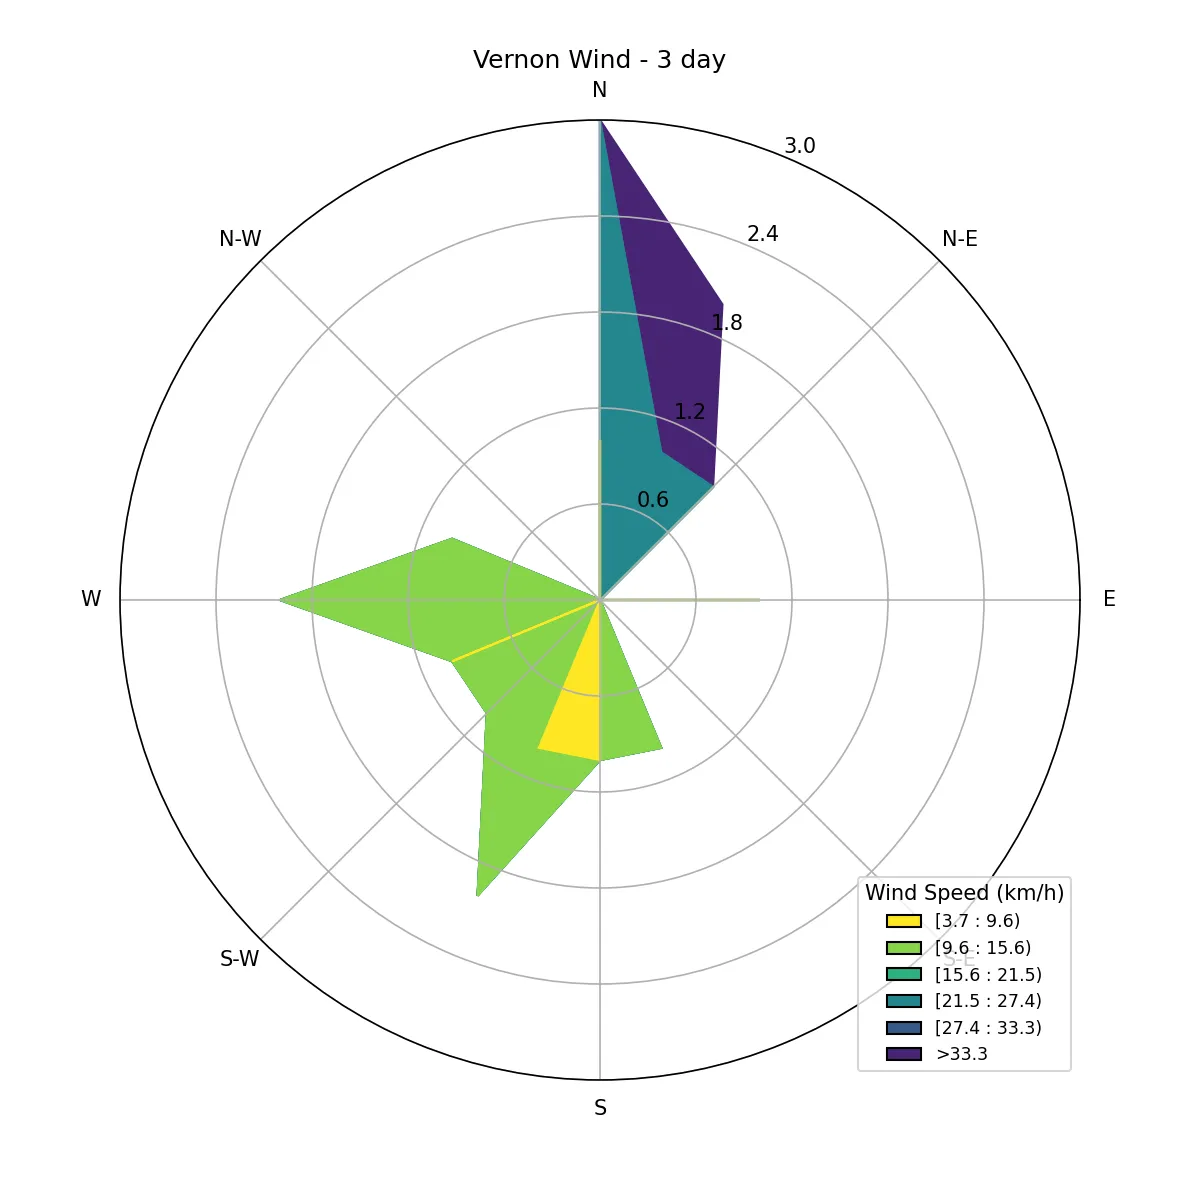 Vernon Wind - 3 day
N
3.0
N-W
2.4
N-E
1.8
1.2
0.6
W
E
S-W
S-E
S
Wind Speed (km/h)
[3.7 : 9.6)
[9.6 : 15.6)
[15.6 : 21.5)
[21.5 : 27.4)
[27.4 : 33.3)
>33.3